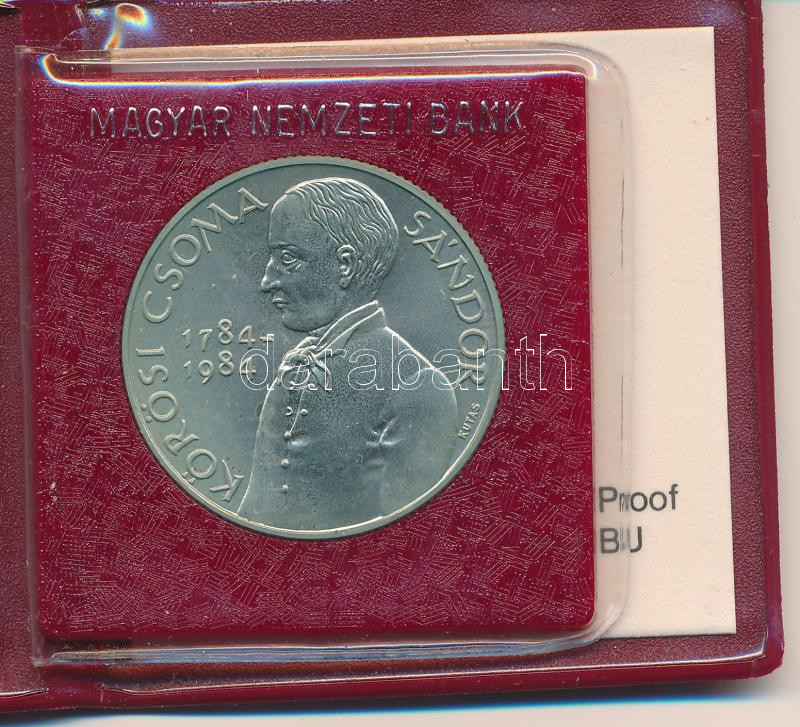 MAGYAR NEMZETI BANK
KŐRÖSI CSOMA SÁNDOR
1784-
1984
KUTAS
darabanth
Proof
BU